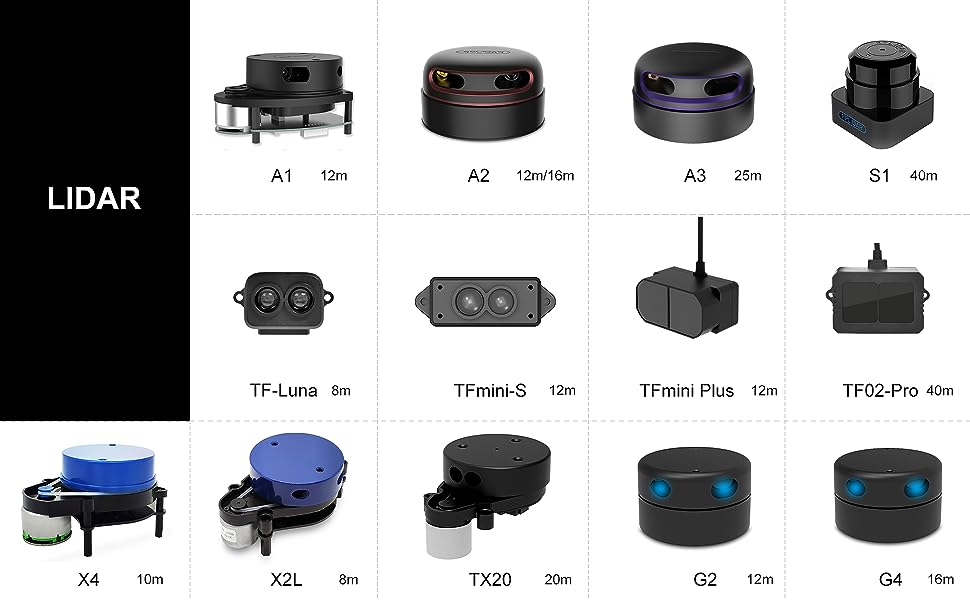 LIDAR
A1 12m
A2 12m/16m
A3 25m
S1 40m
TF-Luna 8m
TFmini-S 12m
TFmini Plus 12m
TF02-Pro 40m
X4 10m
X2L 8m
TX20 20m
G2 12m
G4 16m